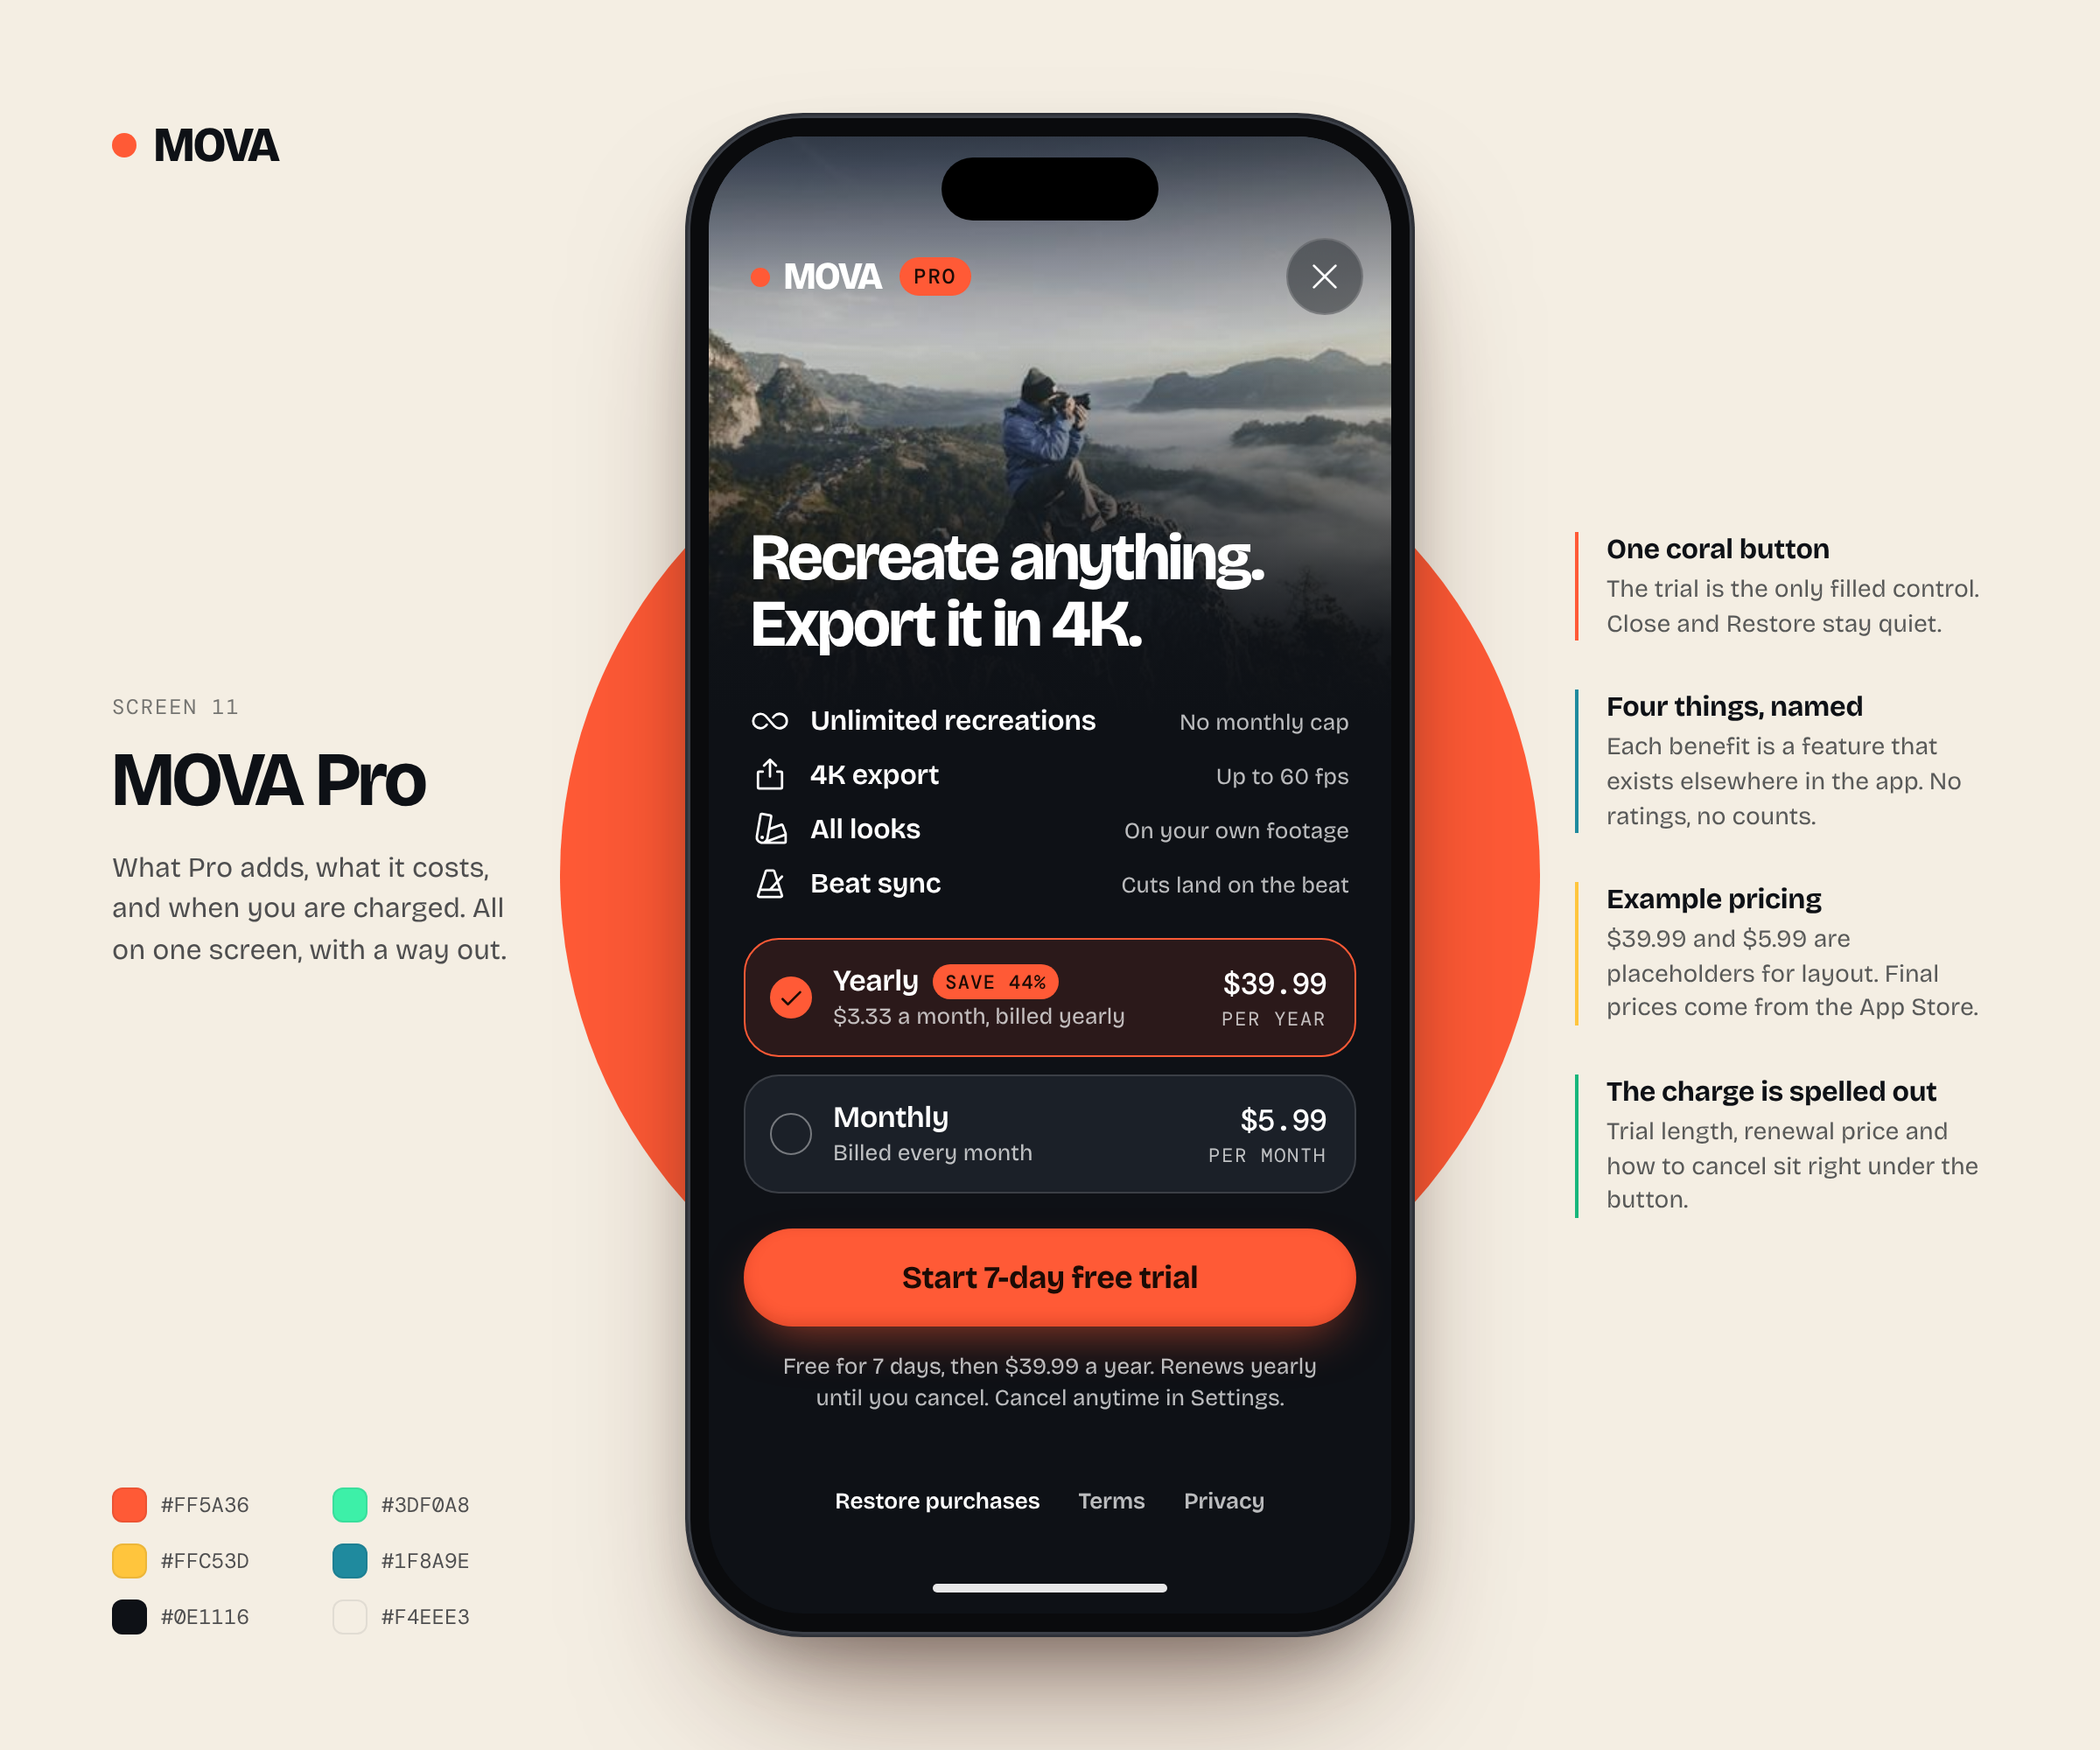 MOVA
SCREEN 11
MOVA Pro
What Pro adds, what it costs,
and when you are charged. All
on one screen, with a way out.
#FF5A36
#3DF0A8
#FFC53D
#1F8A9E
#0E1116
#F4EEE3
MOVA PRO
Recreate anything.
Export it in 4K.
Unlimited recreations No monthly cap
4K export Up to 60 fps
All looks On your own footage
Beat sync Cuts land on the beat
Yearly SAVE 44% $39.99
$3.33 a month, billed yearly PER YEAR
Monthly $5.99
Billed every month PER MONTH
Start 7-day free trial
Free for 7 days, then $39.99 a year. Renews yearly
until you cancel. Cancel anytime in Settings.
Restore purchases Terms Privacy
One coral button
The trial is the only filled control.
Close and Restore stay quiet.
Four things, named
Each benefit is a feature that
exists elsewhere in the app. No
ratings, no counts.
Example pricing
$39.99 and $5.99 are
placeholders for layout. Final
prices come from the App Store.
The charge is spelled out
Trial length, renewal price and
how to cancel sit right under the
button.